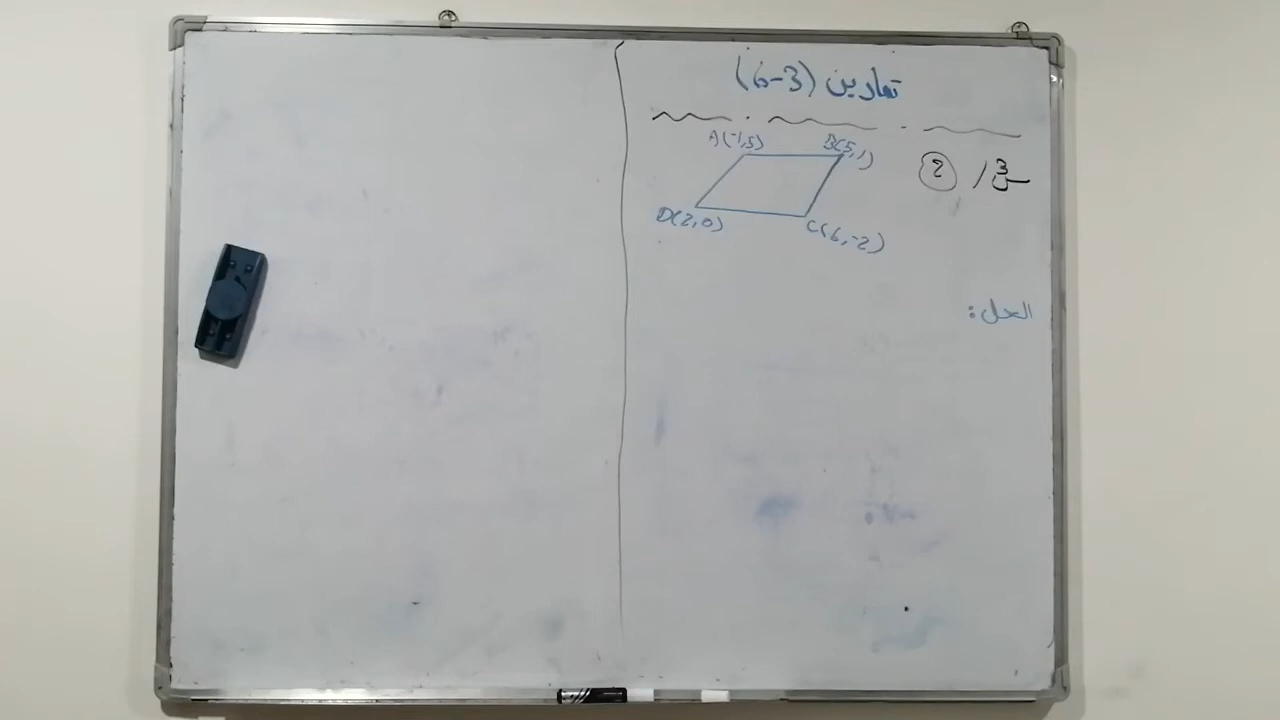 تمارين (3-6)
س3 / ②
A(-1,5) B(5,1)
D(2,0) C(6,-2)
الحل: